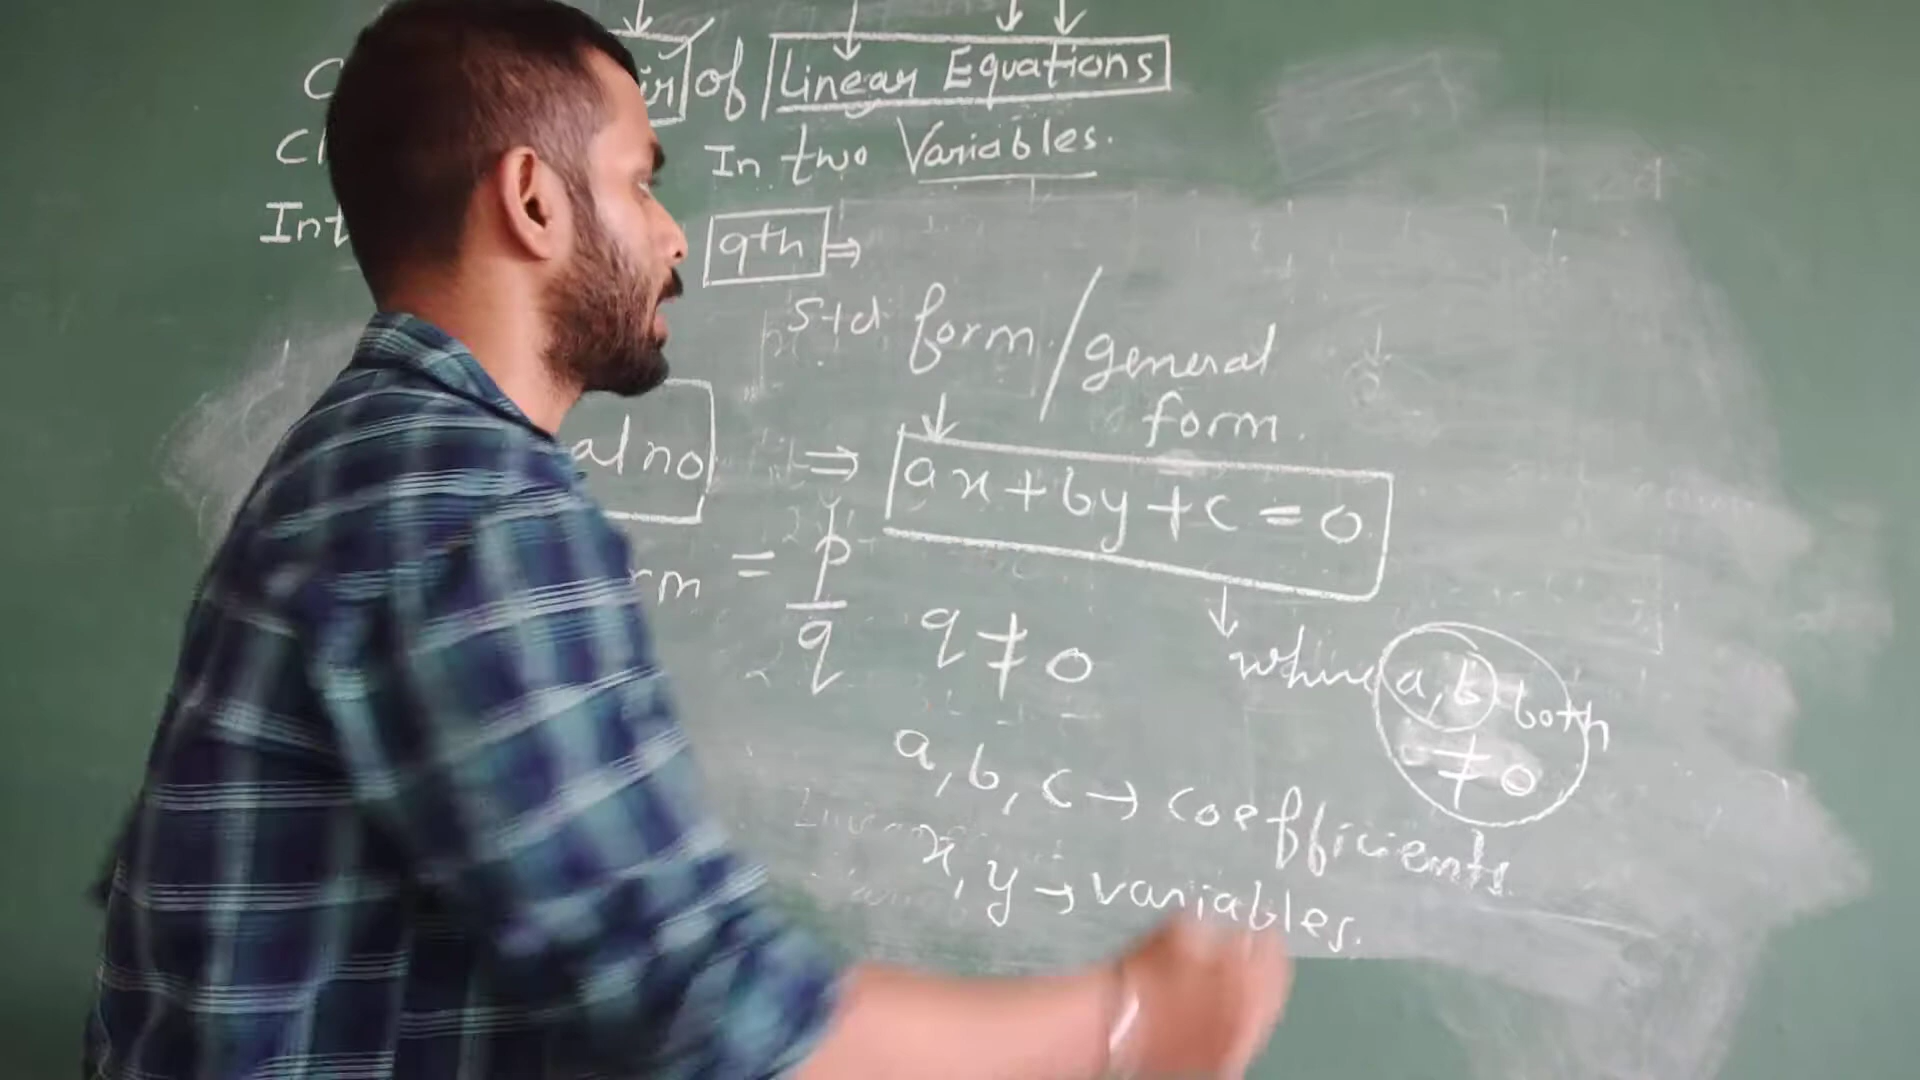 of Linear Equations
In two Variables.
9th ⇒
Std form / general
form.
al no ⇒ ax + by + c = 0
rm = p/q q ≠ 0
where a, b both
≠ 0
a, b, c → coefficients
x, y → variables.